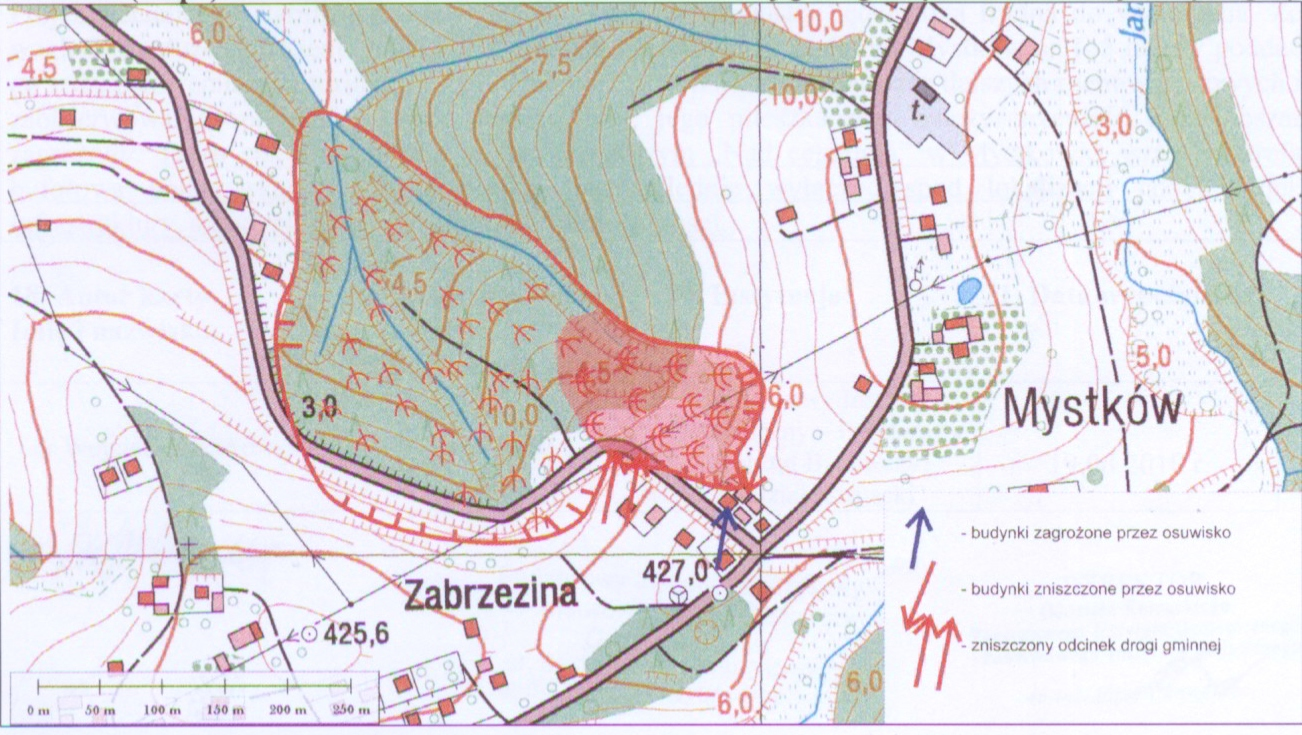 6,0
10,0
Jan
4,5
7,5
10,0
t.
3,0
4,5
5,0
3,0
4,5
6,0
0,0
Mystków
- budynki zagrożone przez osuwisko
427,0
Zabrzezina
- budynki zniszczone przez osuwisko
425,6
- zniszczony odcinek drogi gminnej
6,0
6,0
0 m 50 m 100 m 150 m 200 m 250 m